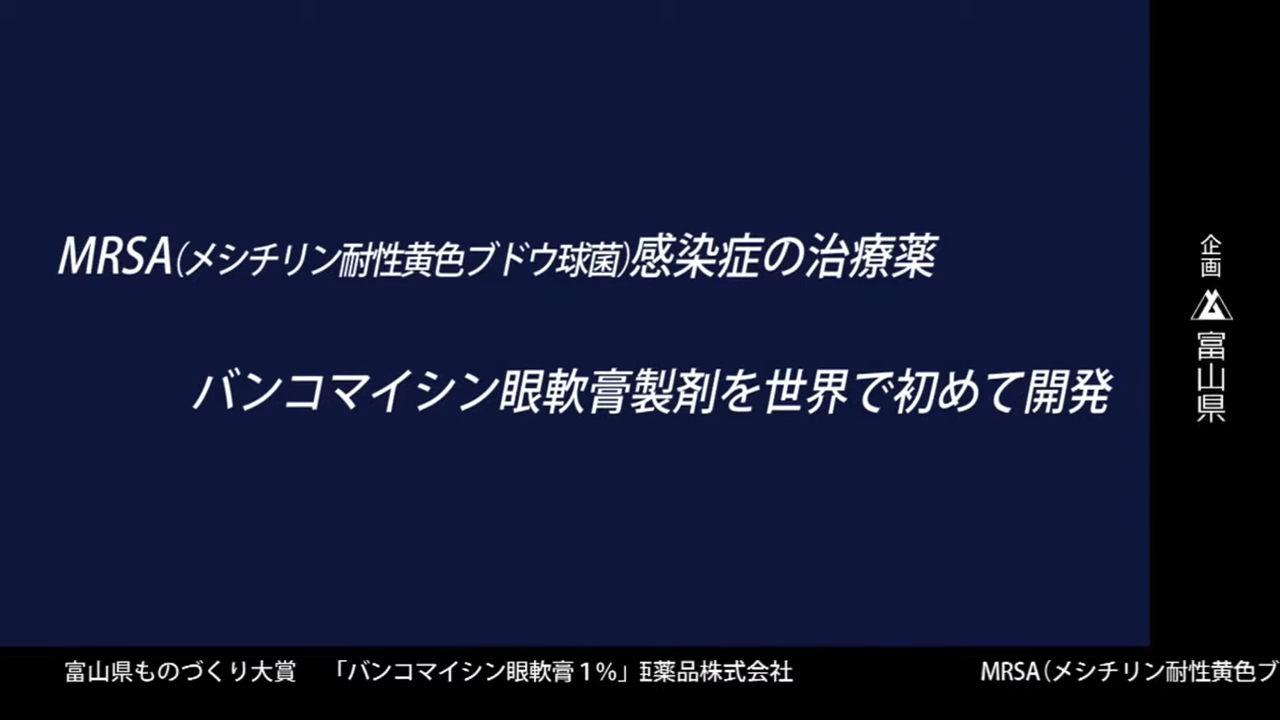 MRSA(メシチリン耐性黄色ブドウ球菌)感染症の治療薬
バンコマイシン眼軟膏製剤を世界で初めて開発
企画
富山県
富山県ものづくり大賞 「バンコマイシン眼軟膏1%」 薬品株式会社
MRSA(メシチリン耐性黄色ブ